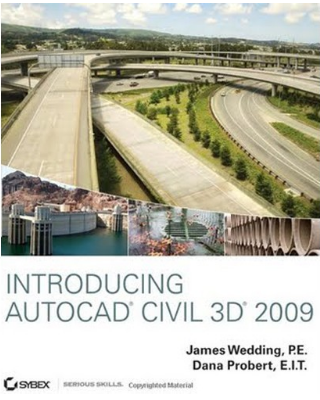 INTRODUCING
AUTOCAD® CIVIL 3D® 2009
James Wedding, P.E.
Dana Probert, E.I.T.
SYBEX SERIOUS SKILLS. Copyrighted Material